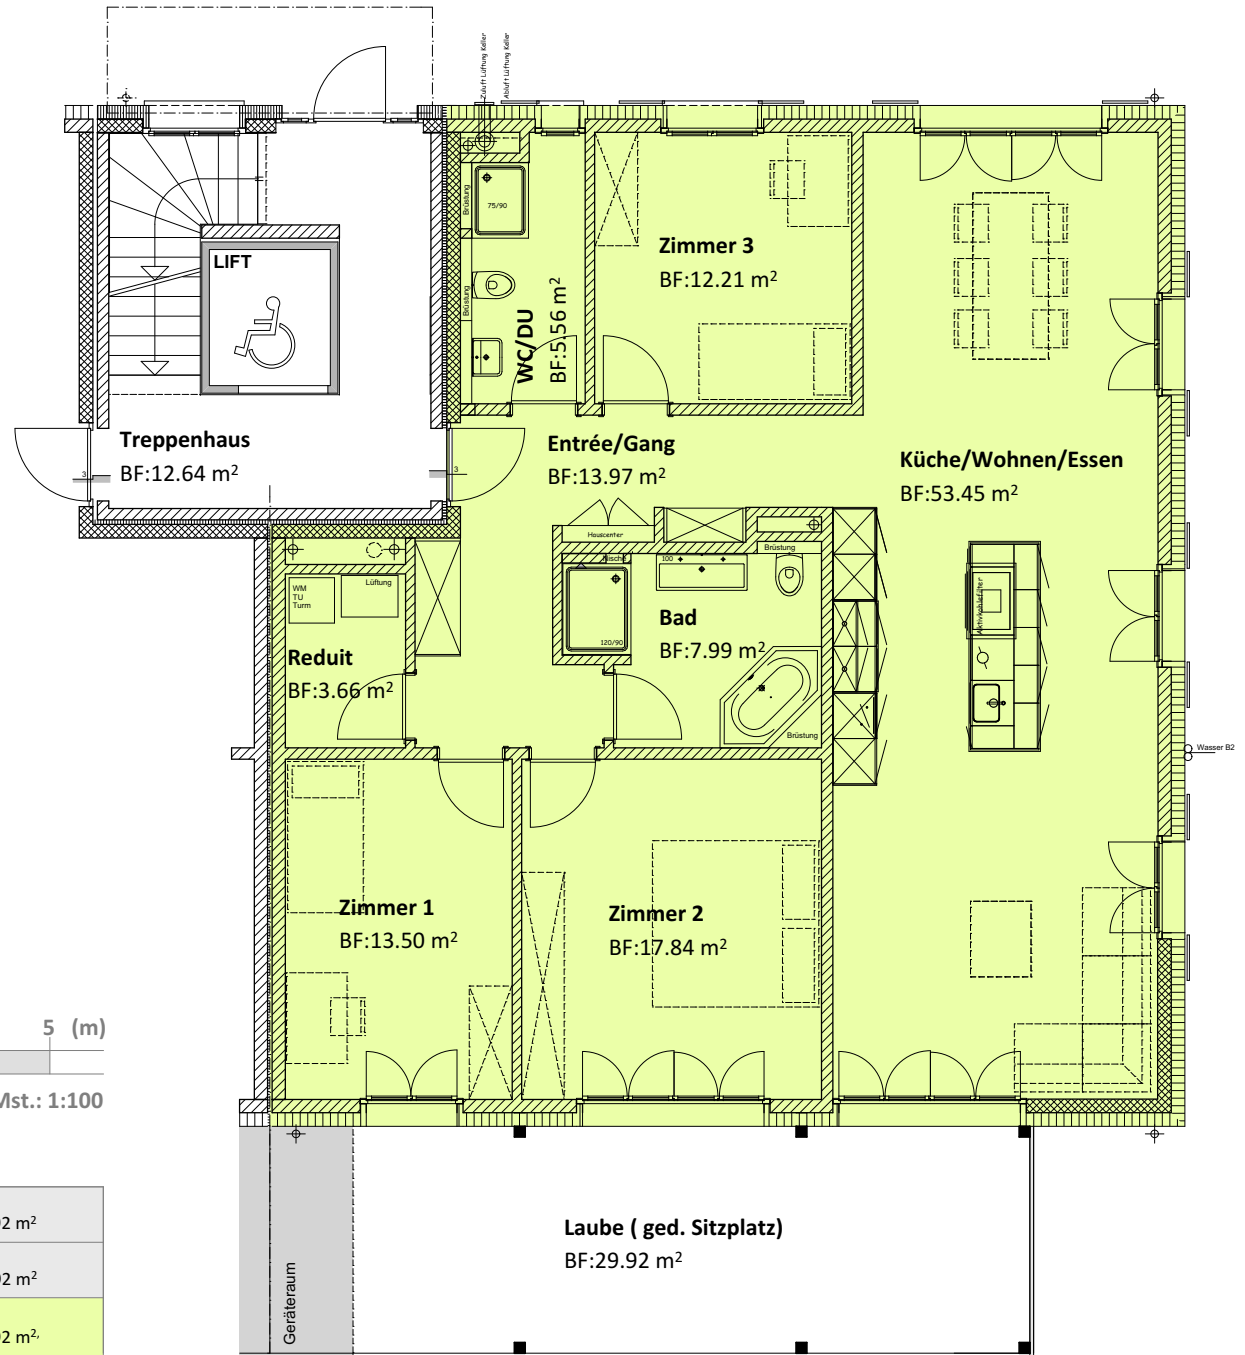 Zuluft Lüftung Keller
Abluft Lüftung Keller
Brüstung
75/90
LIFT
Zimmer 3
BF:12.21 m²
Brüstung
WC/DU
BF:5.56 m²
Treppenhaus
BF:12.64 m²
3
3
Entrée/Gang
BF:13.97 m²
Küche/Wohnen/Essen
BF:53.45 m²
Hauscenter
Nische
100
Brüstung
WM
TU
Turm
Lüftung
Aktivkohlefilter
Bad
BF:7.99 m²
120/90
Reduit
BF:3.66 m²
Brüstung
Wasser B2
Zimmer 1
BF:13.50 m²
Zimmer 2
BF:17.84 m²
5 (m)
Mst.: 1:100
2 m²
2 m²
2 m²,
Laube ( ged. Sitzplatz)
BF:29.92 m²
Geräteraum